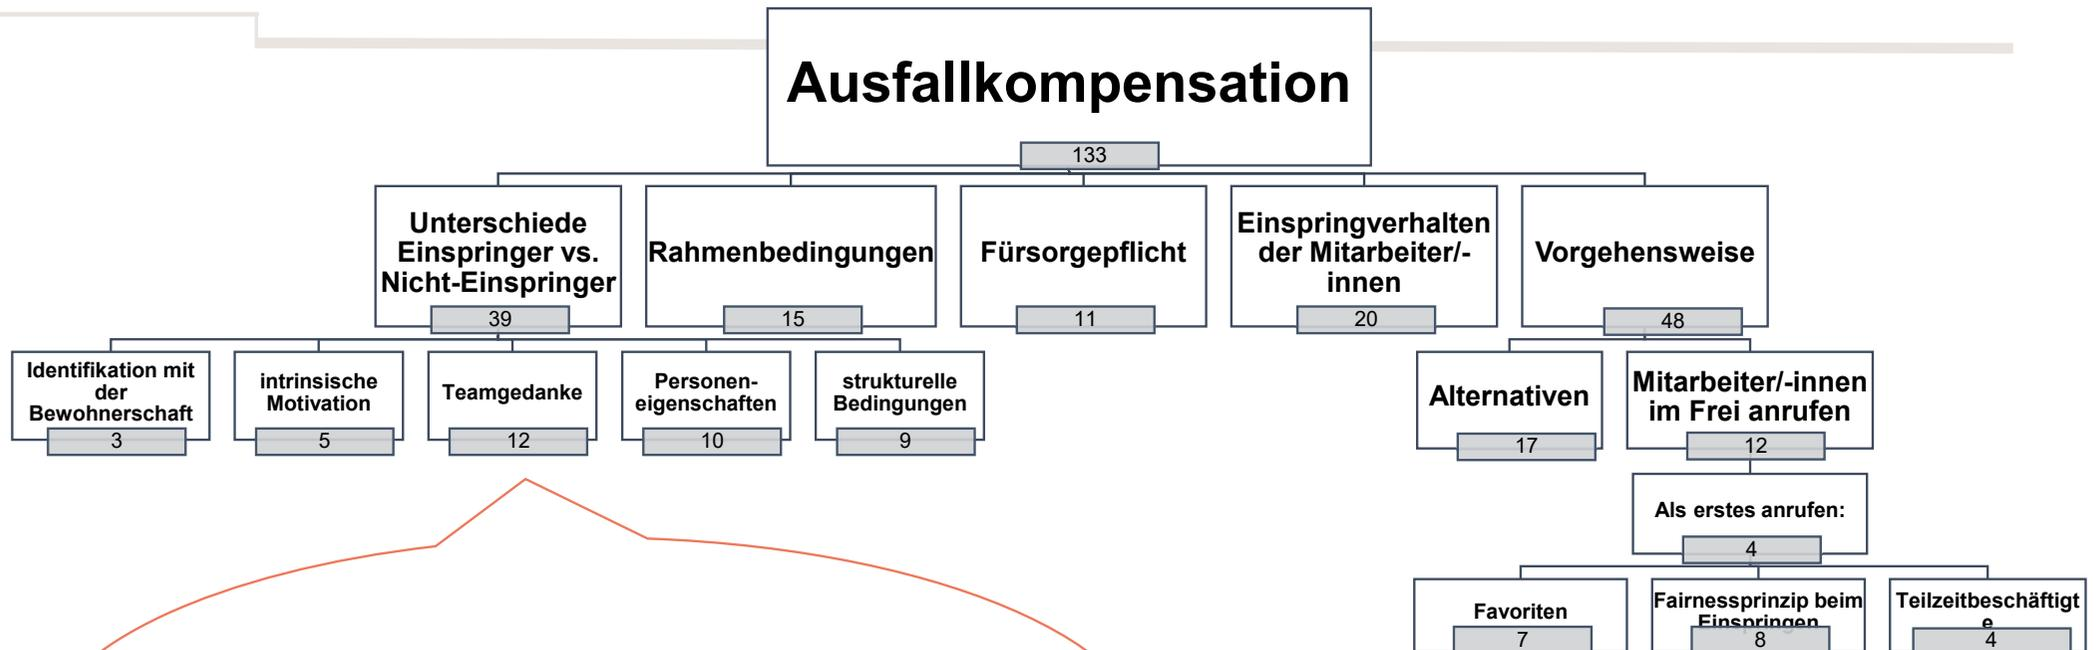 Ausfallkompensation
133
Unterschiede
Einspringer vs.
Nicht-Einspringer
39
Rahmenbedingungen
15
Fürsorgepflicht
11
Einspringverhalten
der Mitarbeiter/-
innen
20
Vorgehensweise
48
Identifikation mit
der
Bewohnerschaft
3
intrinsische
Motivation
5
Teamgedanke
12
Personen-
eigenschaften
10
strukturelle
Bedingungen
9
Alternativen
17
Mitarbeiter/-innen
im Frei anrufen
12
Als erstes anrufen:
4
Favoriten
7
Fairnessprinzip beim
Einspringen
8
Teilzeitbeschäftigt
e
4